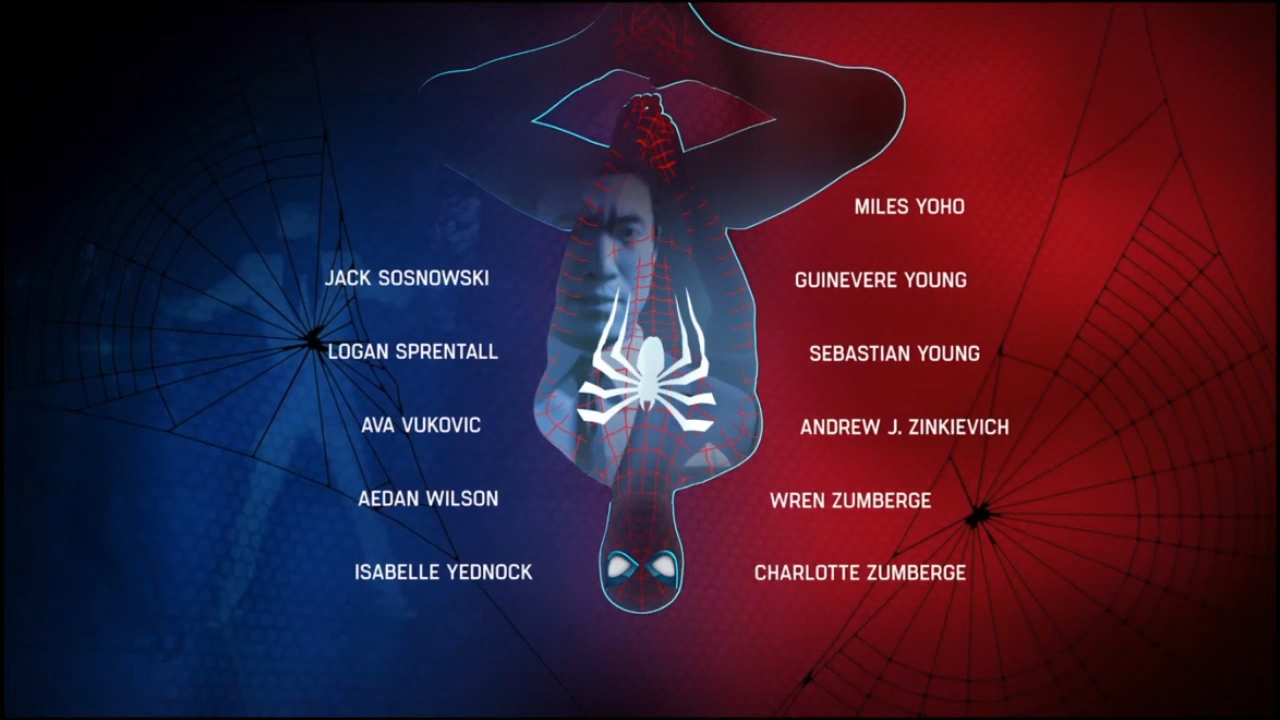 JACK SOSNOWSKI
LOGAN SPRENTALL
AVA VUKOVIC
AEDAN WILSON
ISABELLE YEDNOCK
MILES YOHO
GUINEVERE YOUNG
SEBASTIAN YOUNG
ANDREW J. ZINKIEVICH
WREN ZUMBERGE
CHARLOTTE ZUMBERGE